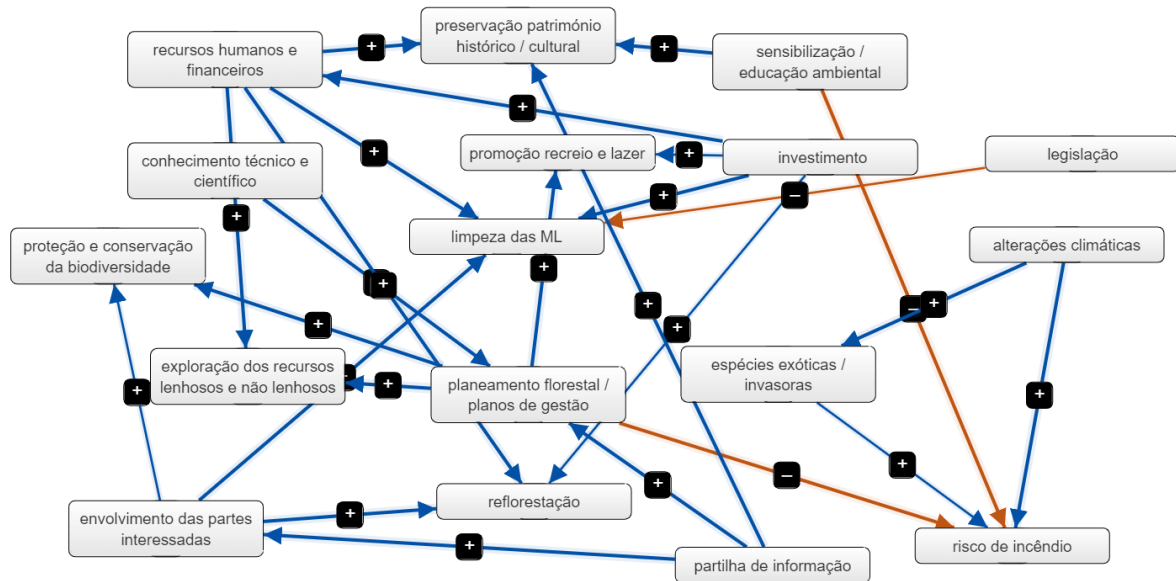 preservação património
histórico / cultural
recursos humanos e
financeiros
sensibilização /
educação ambiental
+
+
+
conhecimento técnico e
científico
promoção recreio e lazer
investimento
legislação
+
+
+
−
+
limpeza das ML
proteção e conservação
da biodiversidade
alterações climáticas
+
+
+
+
−
+
+
exploração dos recursos
lenhosos e não lenhosos
planeamento florestal /
planos de gestão
espécies exóticas /
invasoras
+
+
+
+
+
−
+
reflorestação
envolvimento das partes
interessadas
+
+
partilha de informação
risco de incêndio